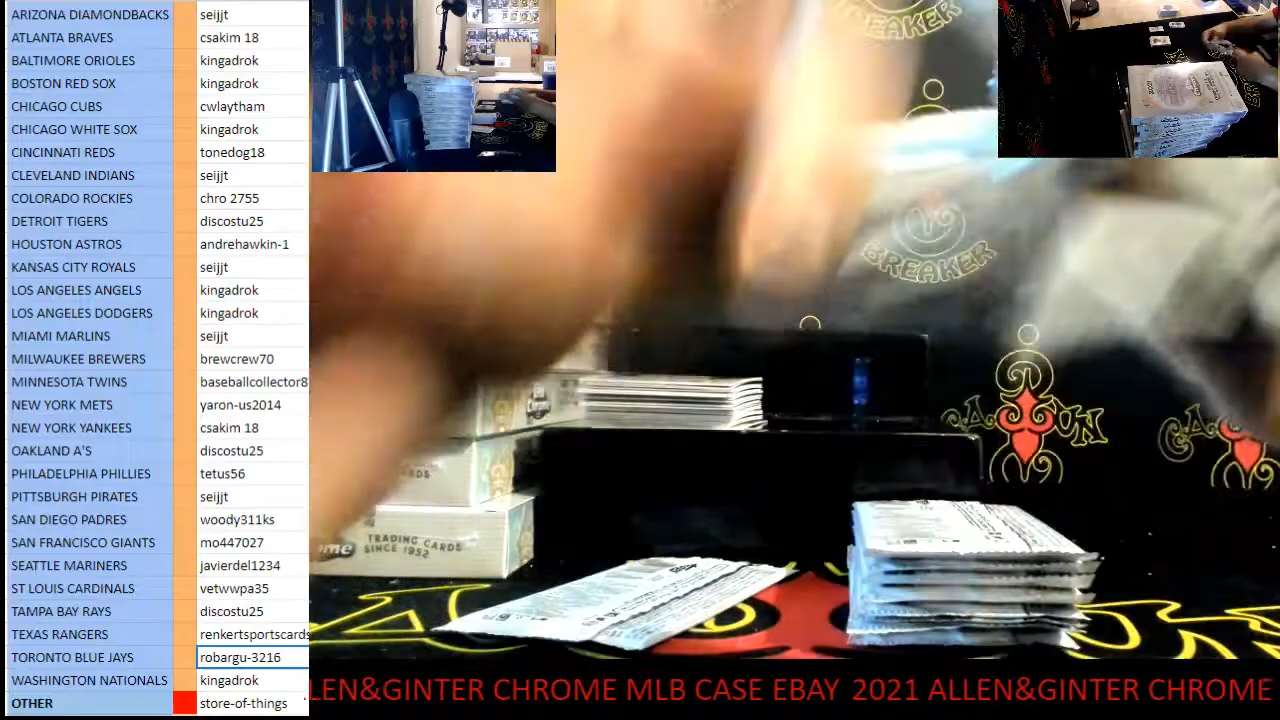 ARIZONA DIAMONDBACKS seijjt
ATLANTA BRAVES csakim 18
BALTIMORE ORIOLES kingadrok
BOSTON RED SOX kingadrok
CHICAGO CUBS cwlaytham
CHICAGO WHITE SOX kingadrok
CINCINNATI REDS tonedog18
CLEVELAND INDIANS seijjt
COLORADO ROCKIES chro 2755
DETROIT TIGERS discostu25
HOUSTON ASTROS andrehawkin-1
KANSAS CITY ROYALS seijjt
LOS ANGELES ANGELS kingadrok
LOS ANGELES DODGERS kingadrok
MIAMI MARLINS seijjt
MILWAUKEE BREWERS brewcrew70
MINNESOTA TWINS baseballcollector8
NEW YORK METS yaron-us2014
NEW YORK YANKEES csakim 18
OAKLAND A'S discostu25
PHILADELPHIA PHILLIES tetus56
PITTSBURGH PIRATES seijjt
SAN DIEGO PADRES woody311ks
SAN FRANCISCO GIANTS mo447027
SEATTLE MARINERS javierdel1234
ST LOUIS CARDINALS vetwwpa35
TAMPA BAY RAYS discostu25
TEXAS RANGERS renkertsportscards
TORONTO BLUE JAYS robargu-3216
WASHINGTON NATIONALS kingadrok
OTHER store-of-things
BREAKER
BREAKER
TRADING CARDS
SINCE 1952
LEN&GINTER CHROME MLB CASE EBAY 2021 ALLEN&GINTER CHROME